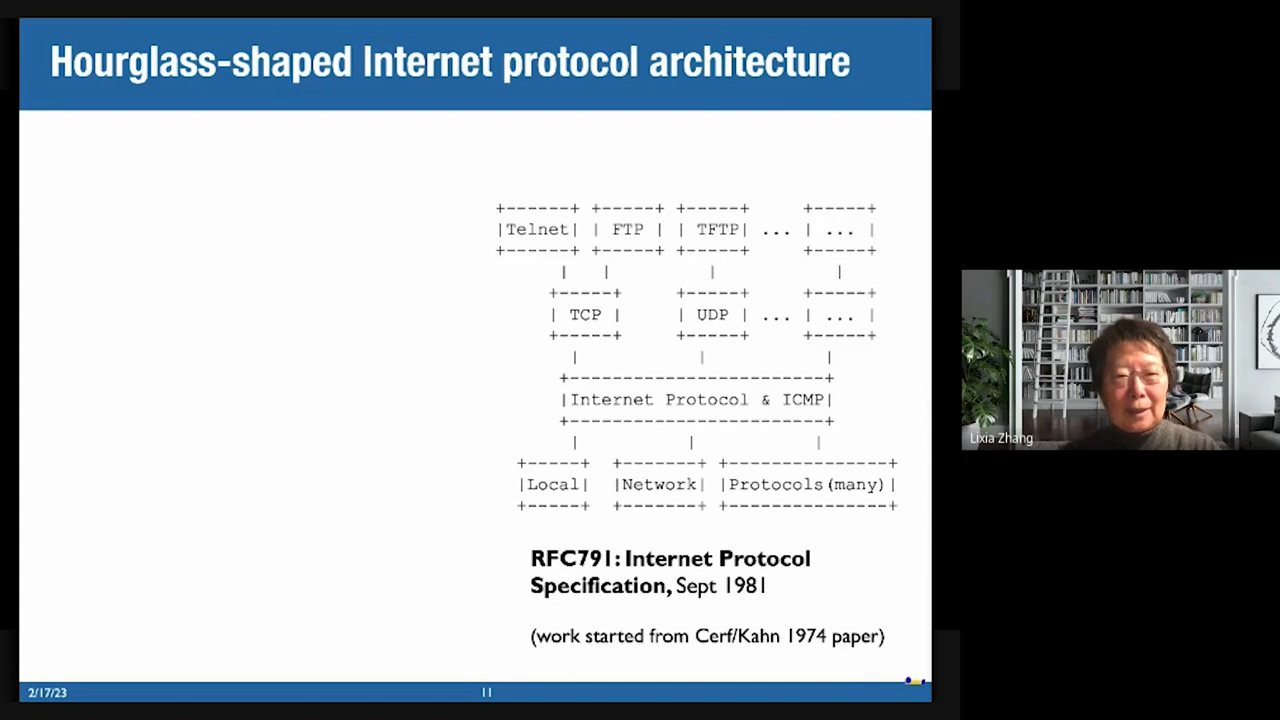 Hourglass-shaped Internet protocol architecture
+------+ +-----+ +-----+     +-----+
|Telnet| | FTP | | TFTP| ... | ... |
+------+ +-----+ +-----+     +-----+
| | | |
+-----+     +-----+     +-----+
| TCP |     | UDP | ... | ... |
+-----+     +-----+     +-----+
| | |
+-------------------------+
|Internet Protocol & ICMP|
+-------------------------+
| | |
+-----+  +-------+ +---------------+
|Local|  |Network| |Protocols(many)|
+-----+  +-------+ +---------------+
RFC791: Internet Protocol
Specification, Sept 1981
(work started from Cerf/Kahn 1974 paper)
2/17/23
11
Lixia Zhang